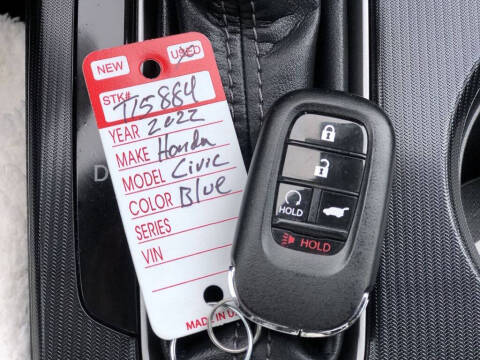 NEW USED
STK# T15884
YEAR 2022
MAKE Honda
MODEL Civic
COLOR Blue
SERIES
VIN
MADE IN U
HOLD
HOLD
D